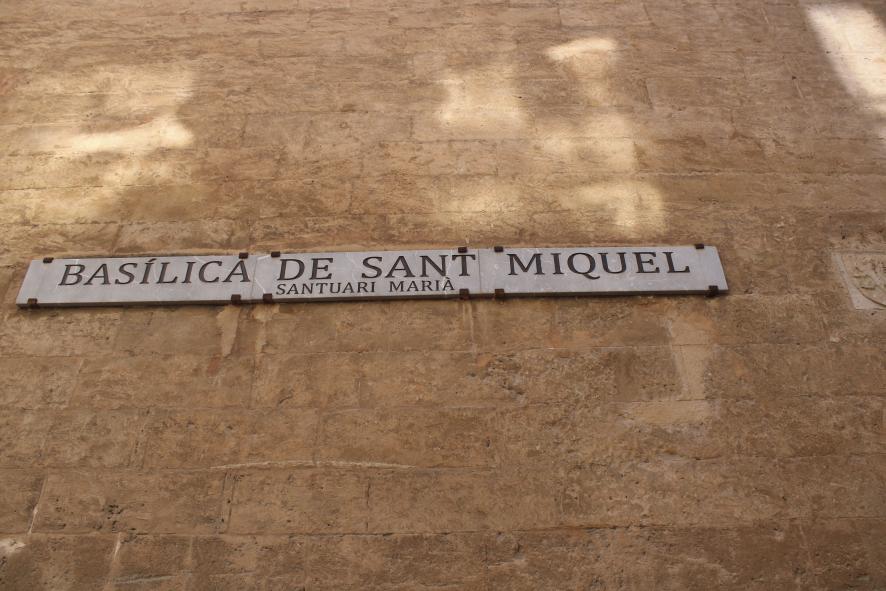 BASÍLICA DE SANT MIQUEL
SANTUARI MARIÀ